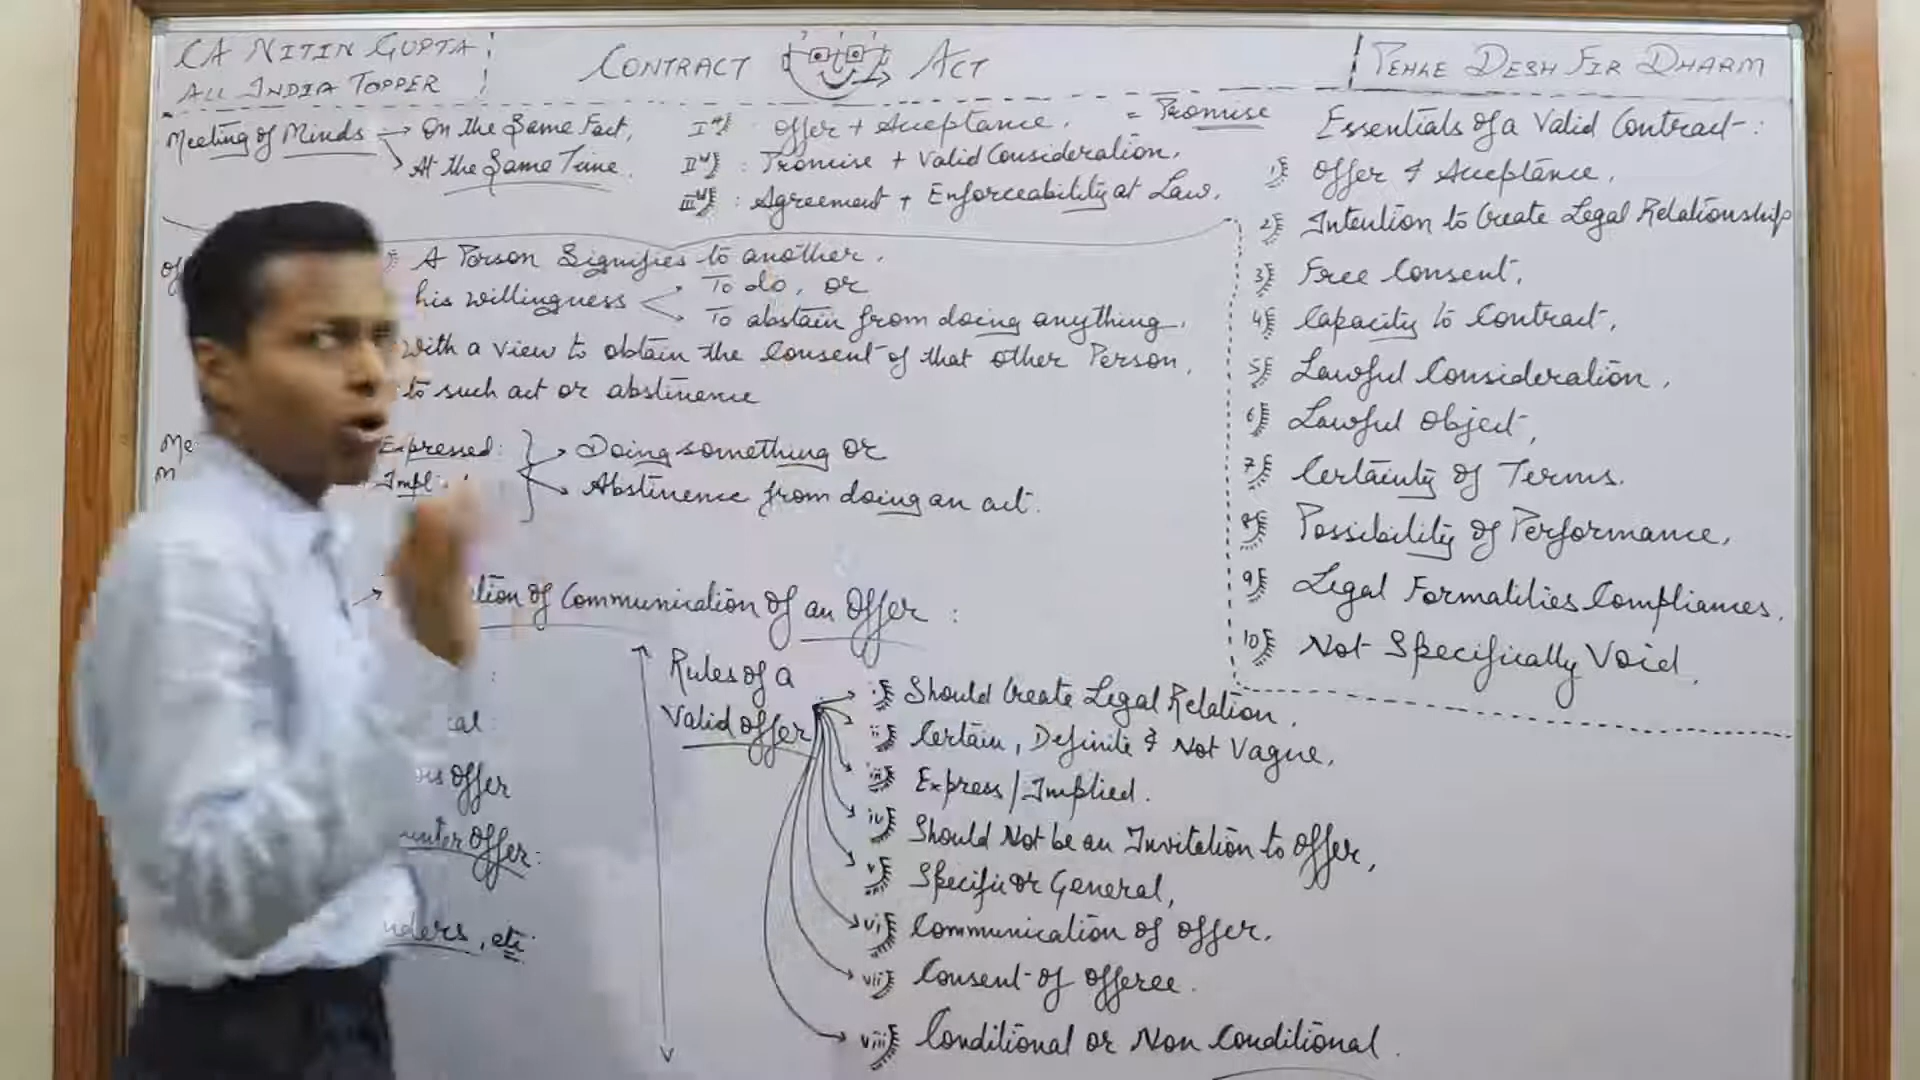 CA NITIN GUPTA
ALL INDIA TOPPER
CONTRACT ACT
PEHLE DESH FIR DHARM
Meeting of Minds → On the Same Fact,
→ At the Same Time.
Ist) : Offer + Acceptance. = Promise
IInd) : Promise + Valid Consideration,
IIIrd) : Agreement + Enforceability at Law.
A Person Signifies to another,
his willingness < To do, or
To abstain from doing anything,
With a view to obtain the Consent of that other Person,
to such act or abstinence
Expressed:
→ Doing something or
→ Abstinence from doing an act.
of Communication of an Offer :
Offer
Offer:
, etc.
Rules of a
Valid Offer
i) Should Create Legal Relation,
ii) Certain, Definite & Not Vague,
iii) Express/Implied.
iv) Should Not be an Invitation to Offer,
v) Specific or General,
vi) Communication of Offer,
vii) Consent of Offeree.
viii) Conditional or Non Conditional.
Essentials of a Valid Contract :
1) Offer & Acceptance,
2) Intention to Create Legal Relationship
3) Free Consent,
4) Capacity to Contract,
5) Lawful Consideration,
6) Lawful Object,
7) Certainty of Terms.
8) Possibility of Performance,
9) Legal Formalities Compliances,
10) Not Specifically Void.